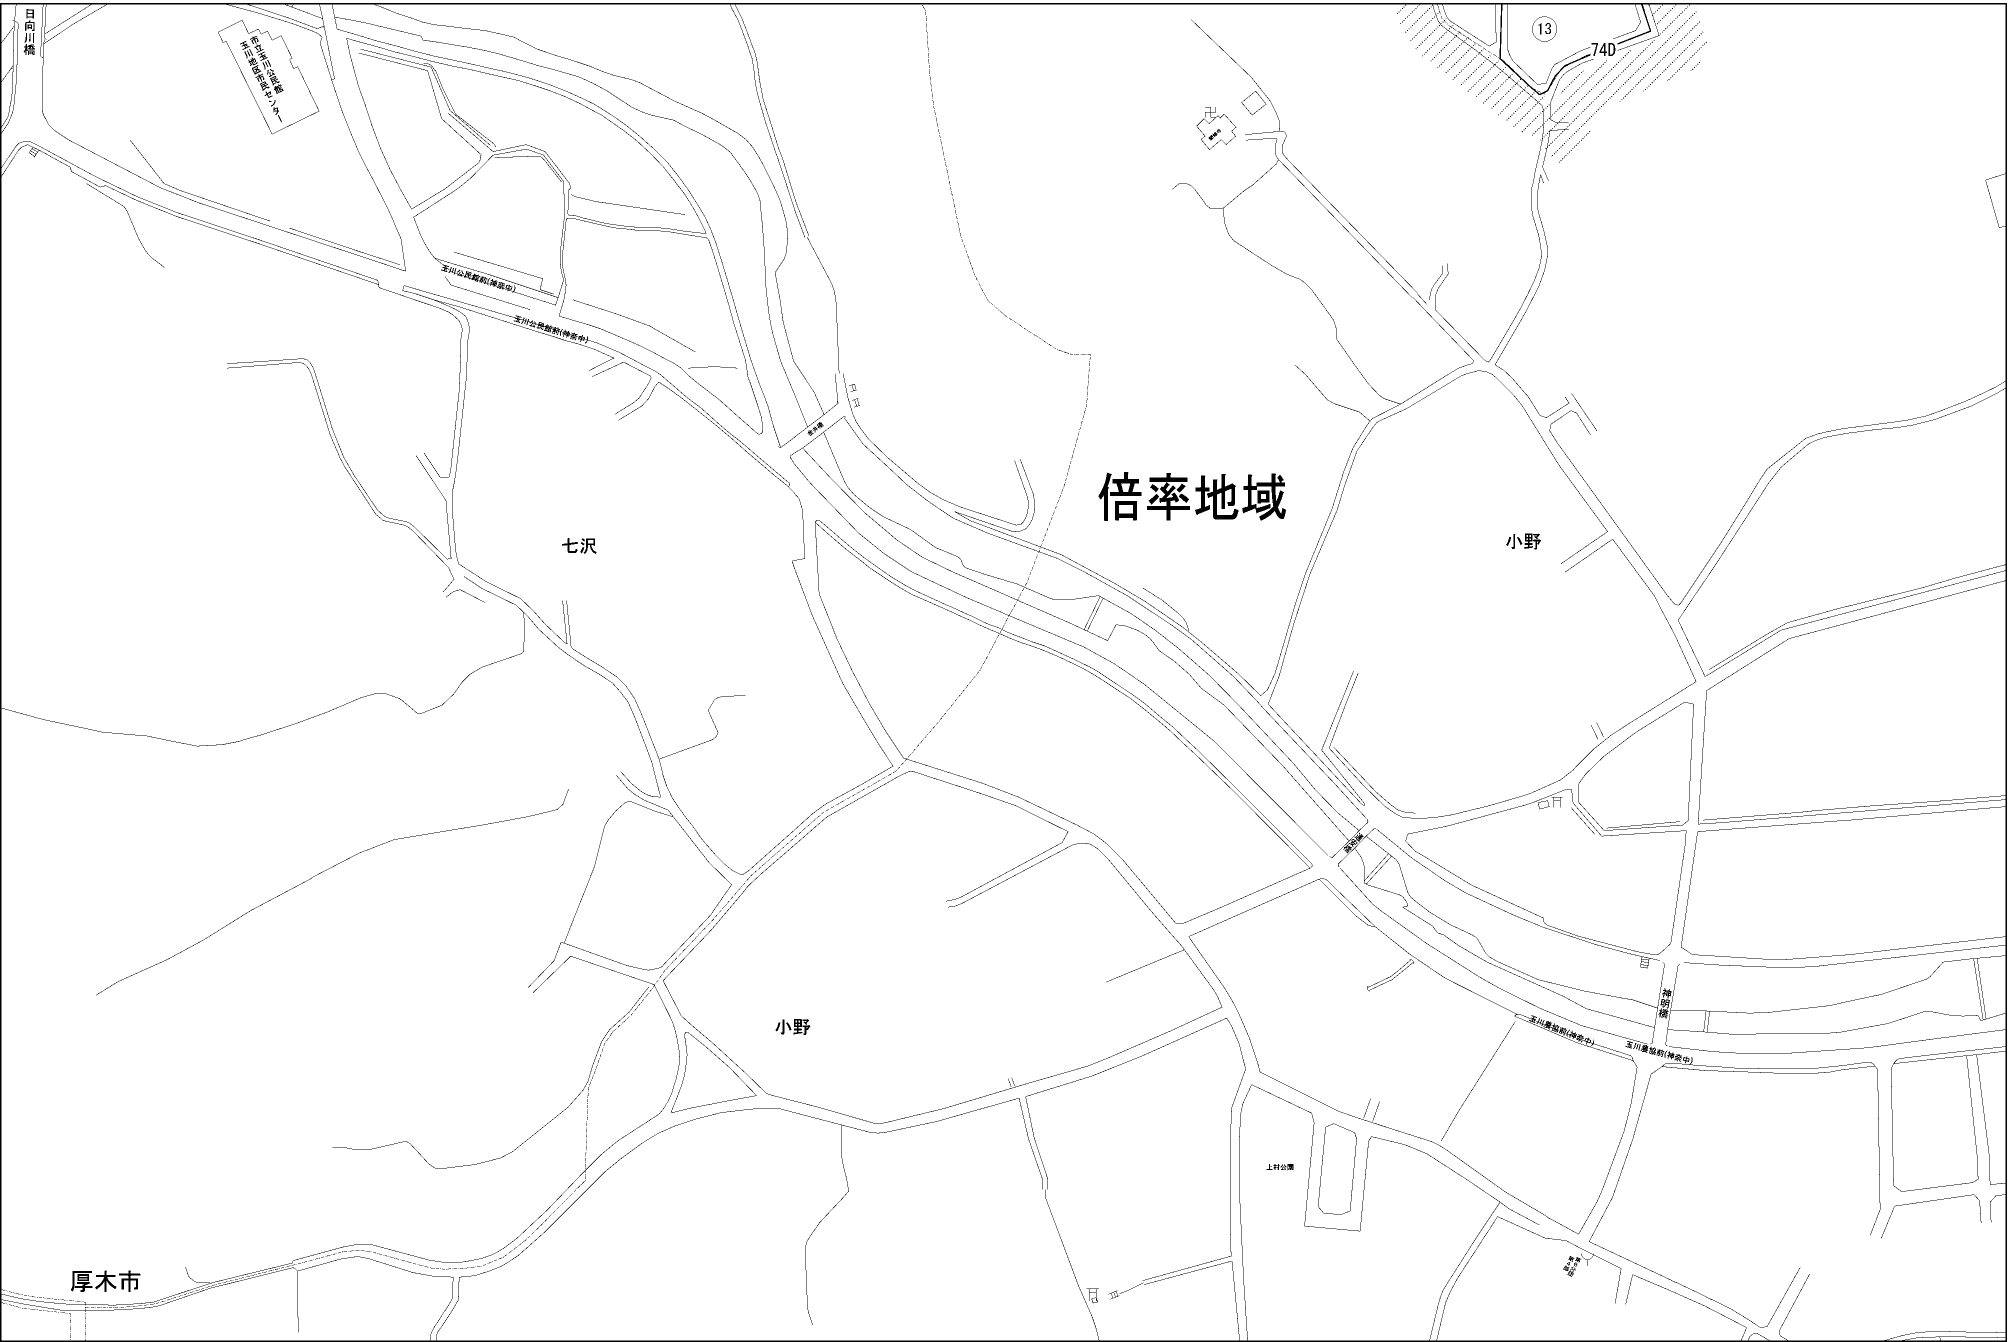 日向川橋
市立玉川公民館
玉川地区市民センター
13
74D
玉川公民館前(神奈中)
玉川公民館前(神奈中)
倍率地域
七沢
小野
小野
神明橋
玉川農協前(神奈中)
玉川農協前(神奈中)
上村公園
厚木市